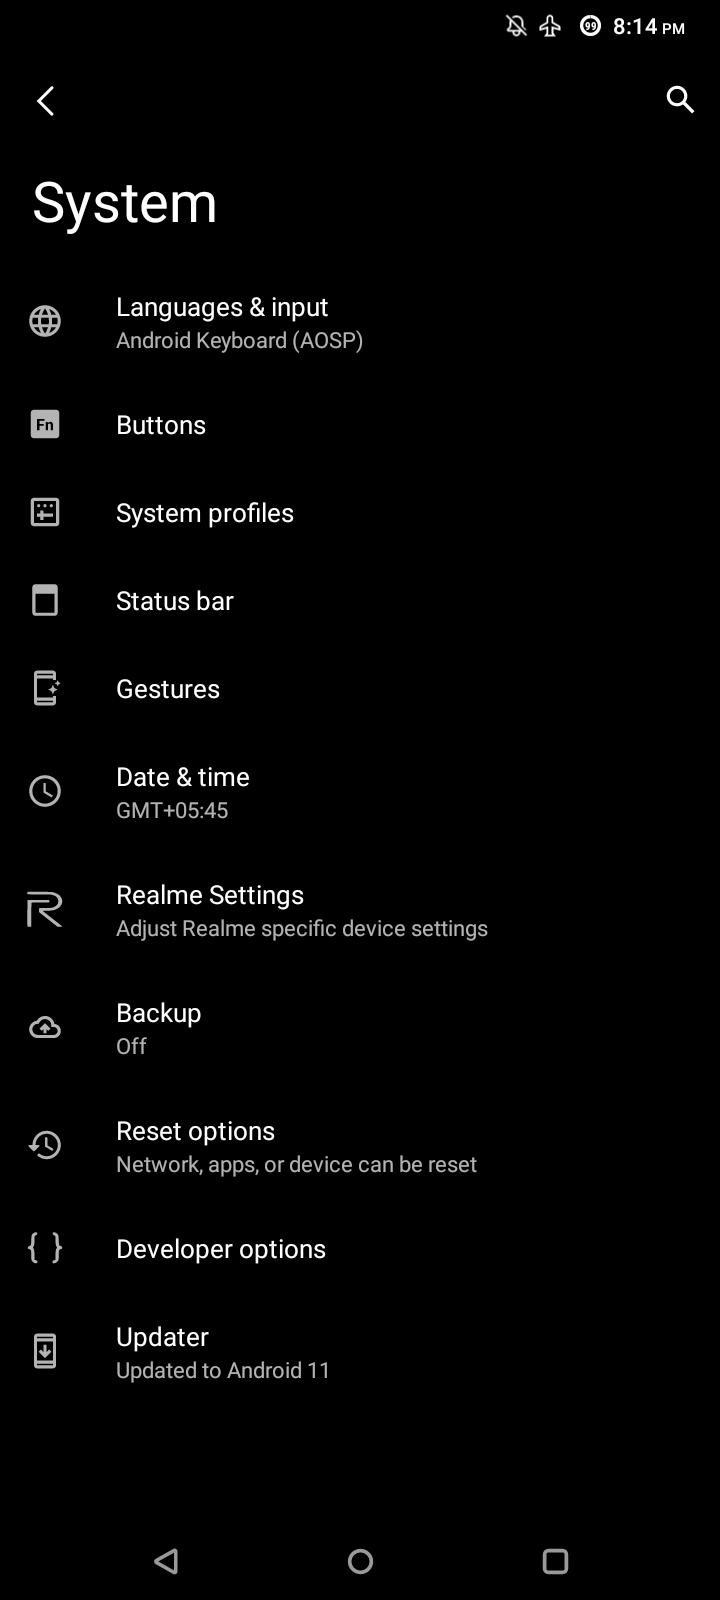 99 8:14 PM
System
Languages & input
Android Keyboard (AOSP)
Fn
Buttons
System profiles
Status bar
Gestures
Date & time
GMT+05:45
Realme Settings
Adjust Realme specific device settings
Backup
Off
Reset options
Network, apps, or device can be reset
{ } Developer options
Updater
Updated to Android 11